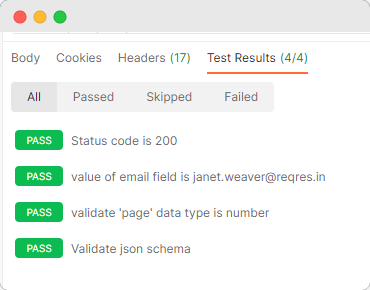 Body Cookies Headers (17) Test Results (4/4)
All Passed Skipped Failed
PASS Status code is 200
PASS value of email field is janet.weaver@reqres.in
PASS validate 'page' data type is number
PASS Validate json schema